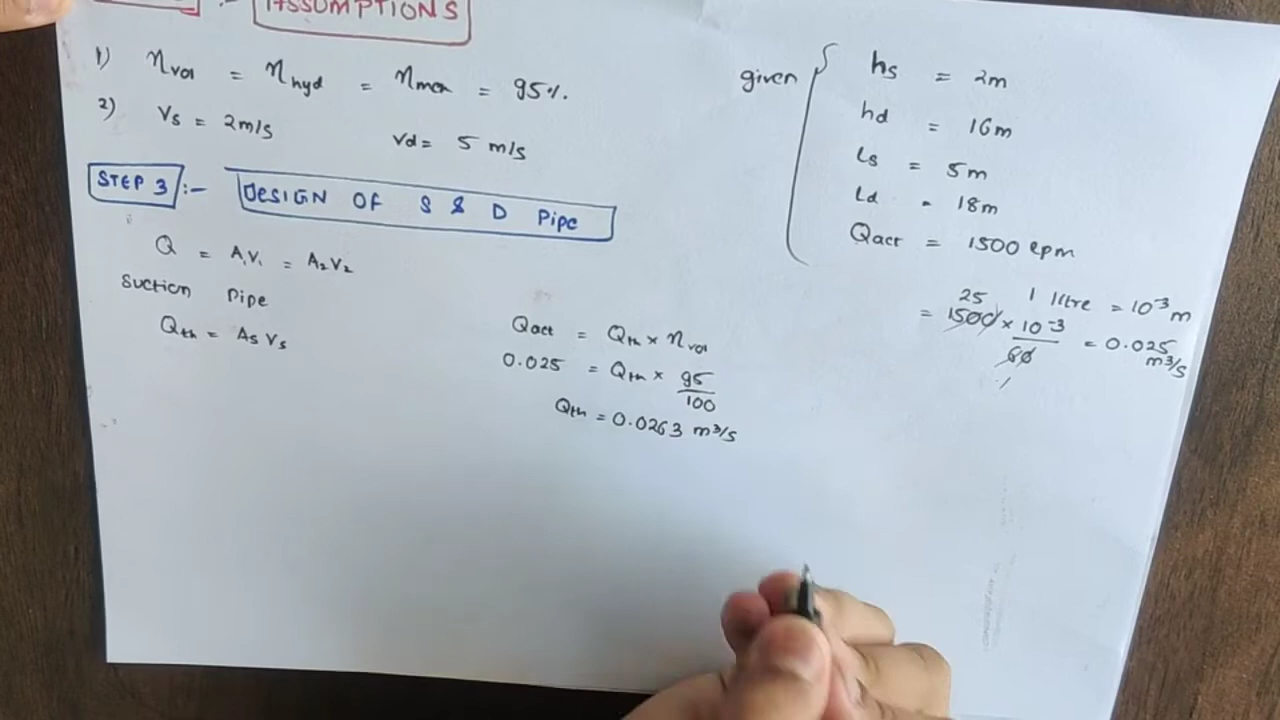 :- ASSUMPTIONS
1) ηvol = ηhyd = ηmea = 95%.
2) Vs = 2m/s Vd = 5 m/s
STEP 3 :- DESIGN OF S & D Pipe
Q = A₁V₁ = A₂V₂
Suction Pipe
Qth = As Vs
Qact = Qth × ηvol
0.025 = Qth × 95/100
Qth = 0.0263 m³/s
given { hs = 2m
hd = 16m
Ls = 5m
Ld = 18m
Qact = 1500 lpm
1 litre = 10⁻³ m
25
= 1500 × 10⁻³/60 = 0.025 m³/s
1